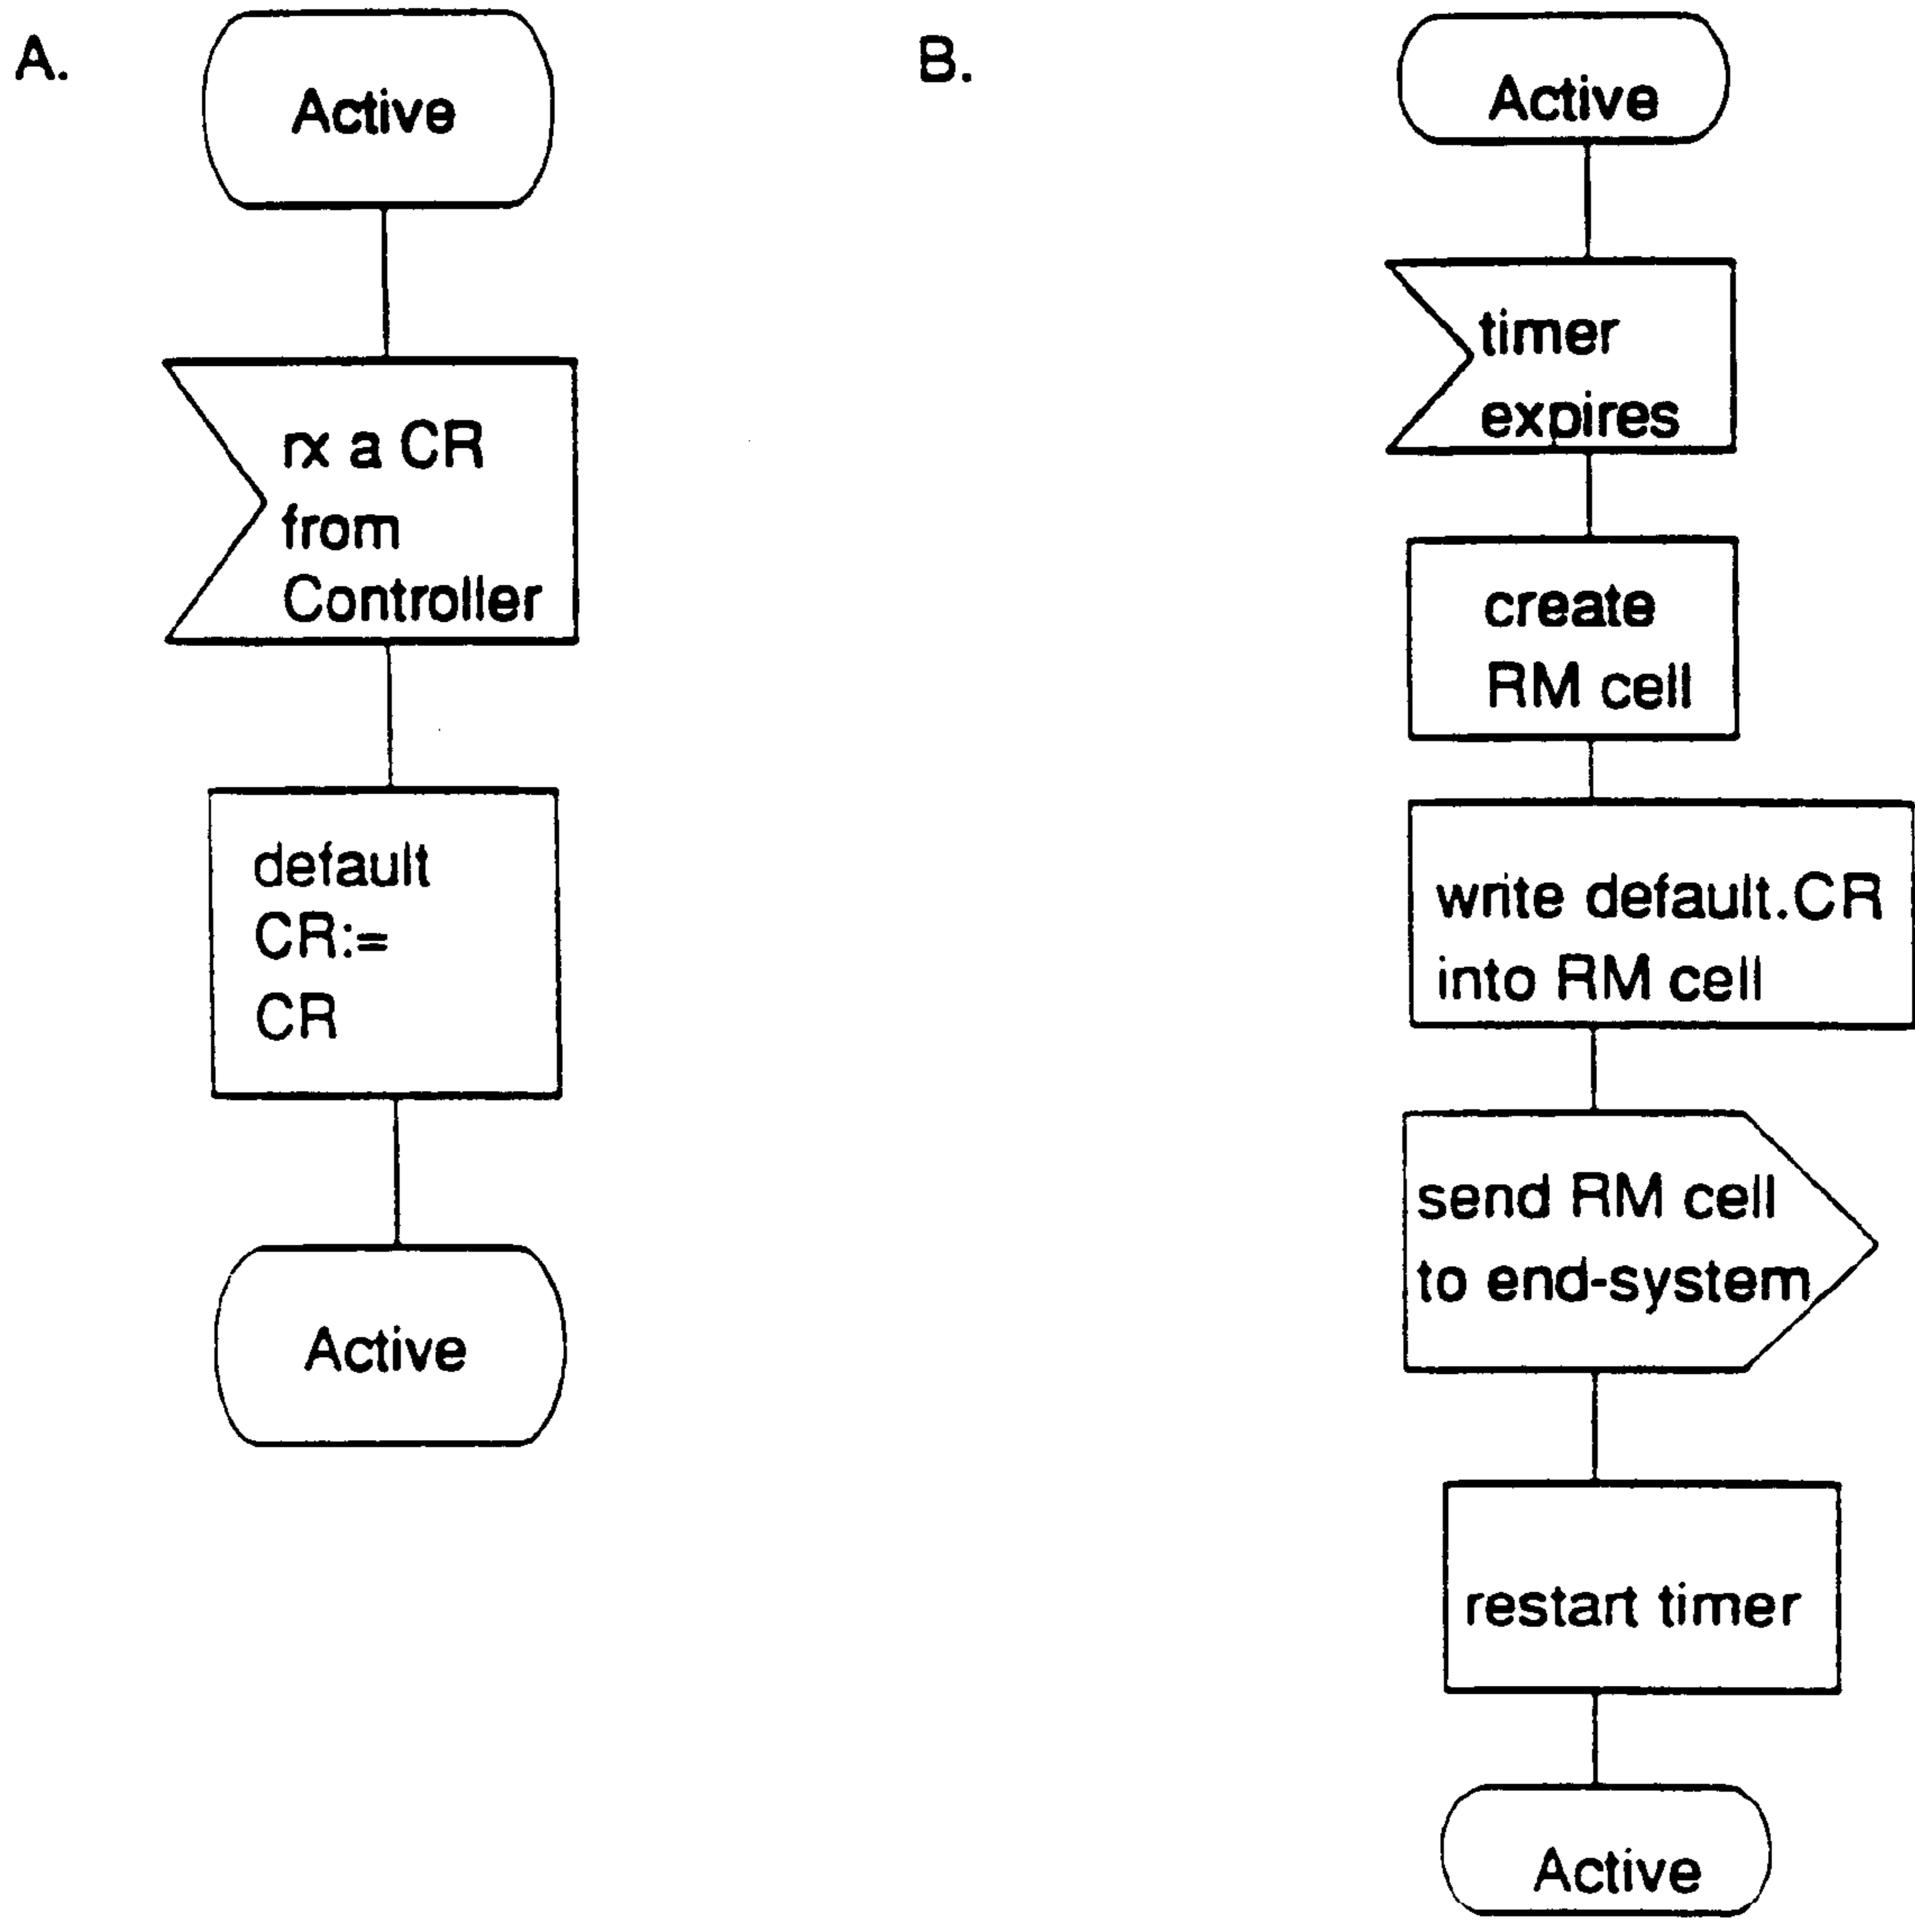 A.
Active
rx a CR
from
Controller
default
CR:=
CR
Active
B.
Active
timer
expires
create
RM cell
write default.CR
into RM cell
send RM cell
to end-system
restart timer
Active